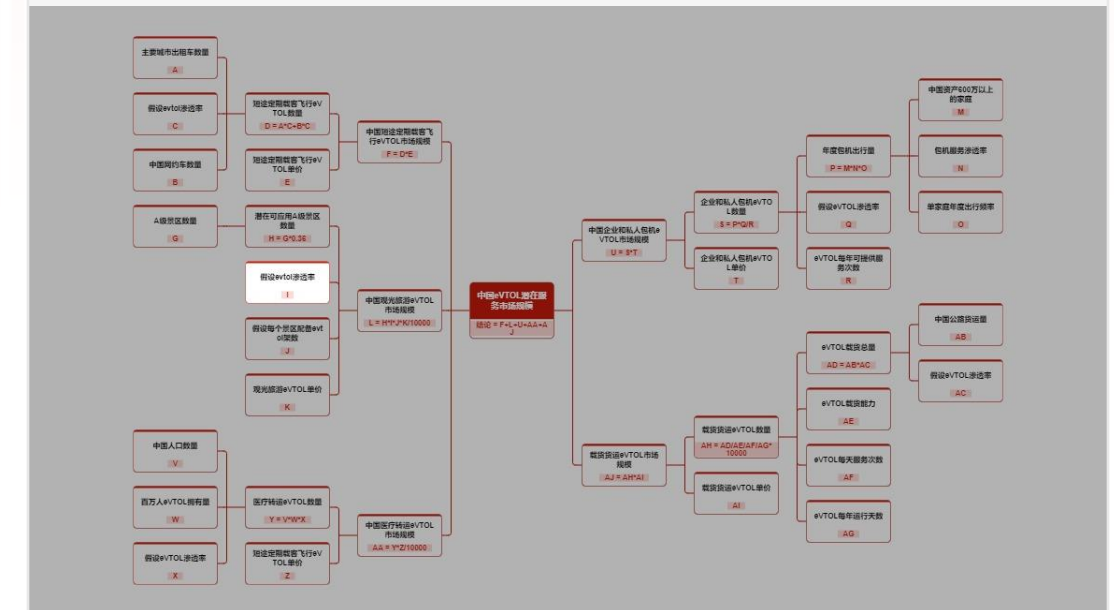 主要城市出租车数量
A
假设evtol渗透率
C
中国网约车数量
B
短途定期载客飞行eV
TOL数量
D = A*C+B*C
短途定期载客飞行eV
TOL单价
E
中国短途定期载客飞
行eVTOL市场规模
F = D*E
A级景区数量
G
潜在可应用A级景区
数量
H = G*0.36
假设evtol渗透率
I
假设每个景区配备evt
ol架数
J
观光旅游eVTOL单价
K
中国观光旅游eVTOL
市场规模
L = H*I*J*K/10000
中国人口数量
V
百万人eVTOL拥有量
W
假设eVTOL渗透率
X
医疗转运eVTOL数量
Y = V*W*X
短途定期载客飞行eV
TOL单价
Z
中国医疗转运eVTOL
市场规模
AA = Y*Z/10000
中国eVTOL潜在服
务市场规模
结论 = F+L+U+AA+A
J
中国企业和私人包机e
VTOL市场规模
U = S*T
企业和私人包机eVTO
L数量
S = P*Q/R
企业和私人包机eVTO
L单价
T
年度包机出行量
P = M*N*O
假设eVTOL渗透率
Q
eVTOL每年可提供服
务次数
R
中国资产600万以上
的家庭
M
包机服务渗透率
N
单家庭年度出行频率
O
载货货运eVTOL市场
规模
AJ = AH*AI
载货货运eVTOL数量
AH = AD/AE/AF/AG*
10000
载货货运eVTOL单价
AI
eVTOL载货总量
AD = AB*AC
eVTOL载货能力
AE
eVTOL每天服务次数
AF
eVTOL每年运行天数
AG
中国公路货运量
AB
假设eVTOL渗透率
AC